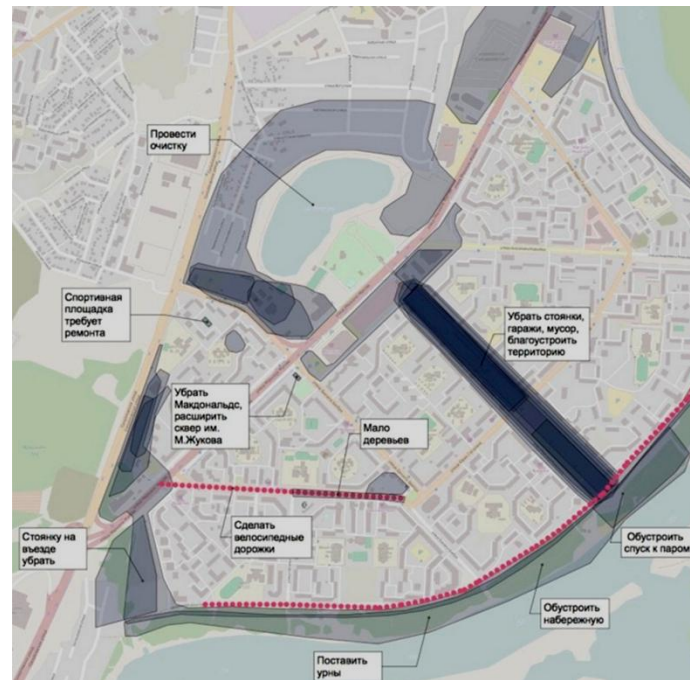 Провести
очистку
Спортивная
площадка
требует
ремонта
Убрать стоянки,
гаражи, мусор,
благоустроить
территорию
Убрать
Макдональдс,
расширить
сквер им.
М.Жукова
Мало
деревьев
Стоянку на
въезде
убрать
Сделать
велосипедные
дорожки
Обустроить
спуск к паром
Обустроить
набережную
Поставить
урны